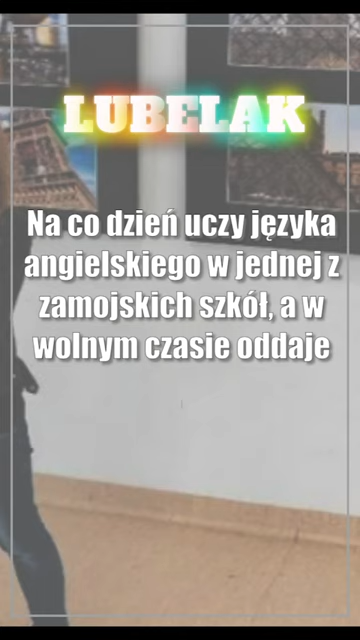 LUBELAK
Na co dzień uczy języka
angielskiego w jednej z
zamojskich szkół, a w
wolnym czasie oddaje